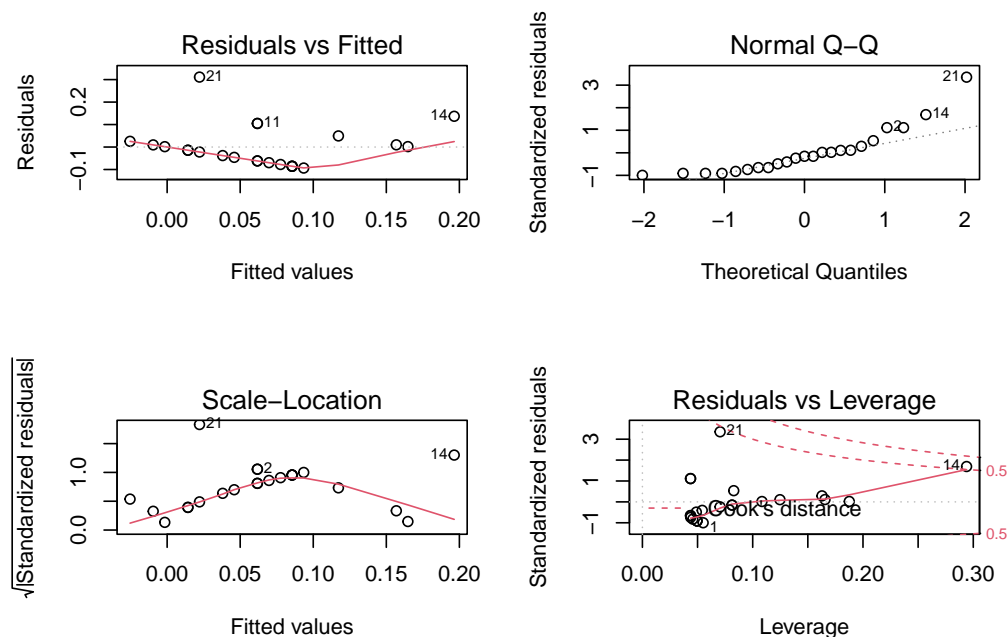 Residuals vs Fitted
Residuals
0.2
−0.1
21
11
14
0.00 0.05 0.10 0.15 0.20
Fitted values
Normal Q−Q
Standardized residuals
3
1
−1
21
14
2
−2 −1 0 1 2
Theoretical Quantiles
Scale−Location
√|Standardized residuals|
1.0
0.0
21
2
14
0.00 0.05 0.10 0.15 0.20
Fitted values
Residuals vs Leverage
Standardized residuals
3
1
−1
21
14
1
Cook's distance
0.5
0.5
0.00 0.10 0.20 0.30
Leverage